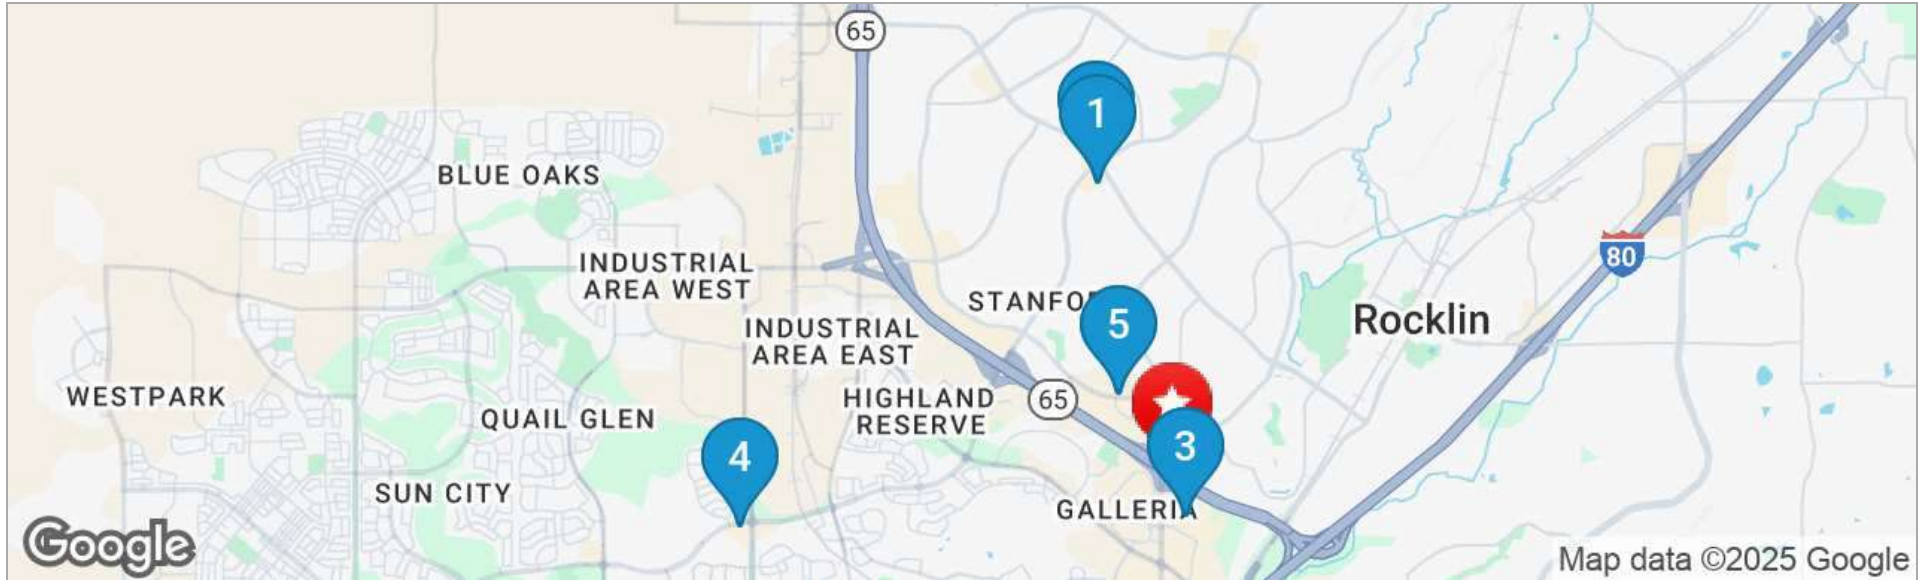 65
1
BLUE OAKS
INDUSTRIAL
AREA WEST
80
STANFO
5
Rocklin
INDUSTRIAL
AREA EAST
WESTPARK
HIGHLAND
RESERVE
65
QUAIL GLEN
3
4
SUN CITY
GALLERIA
Google
Map data ©2025 Google